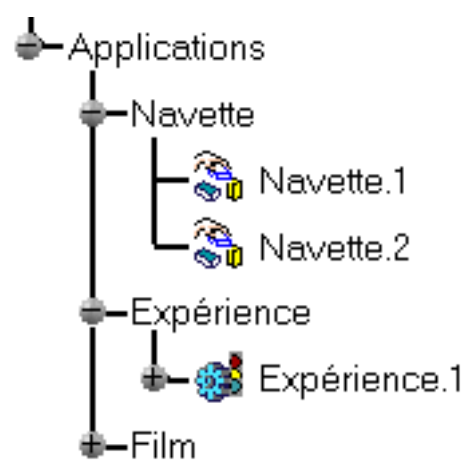 Applications
Navette
Navette.1
Navette.2
Expérience
Expérience.1
Film